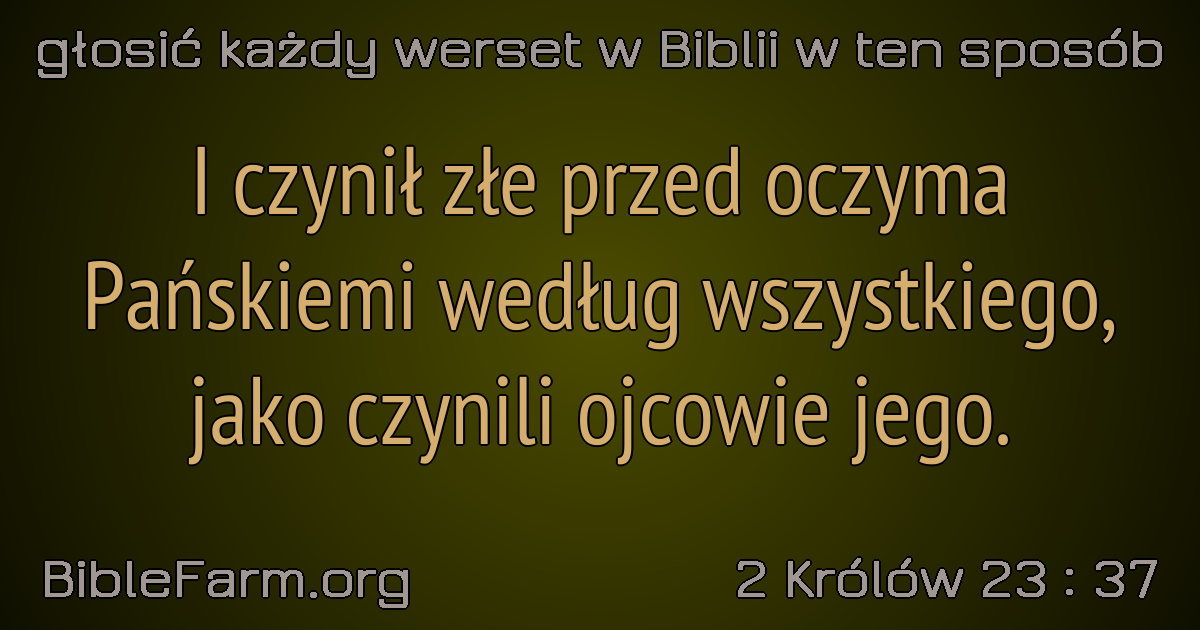 głosić każdy werset w Biblii w ten sposób
I czynił złe przed oczyma
Pańskiemi według wszystkiego,
jako czynili ojcowie jego.
BibleFarm.org
2 Królów 23 : 37